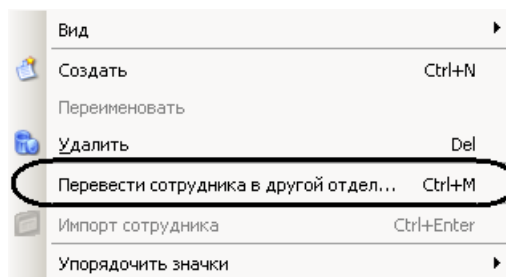 Вид
Создать Ctrl+N
Переименовать
Удалить Del
Перевести сотрудника в другой отдел... Ctrl+M
Импорт сотрудника Ctrl+Enter
Упорядочить значки